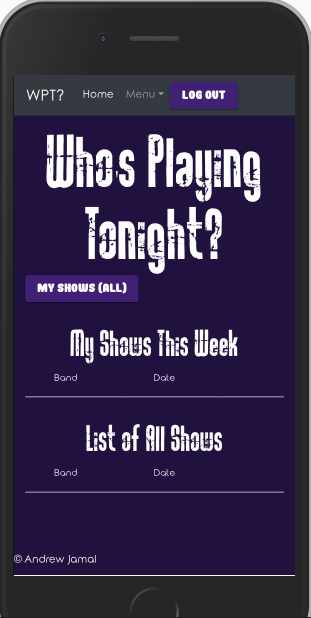 WPT? Home Menu LOG OUT
Who's Playing
Tonight?
MY SHOWS (ALL)
My Shows This Week
Band Date
List of All Shows
Band Date
© Andrew Jamal